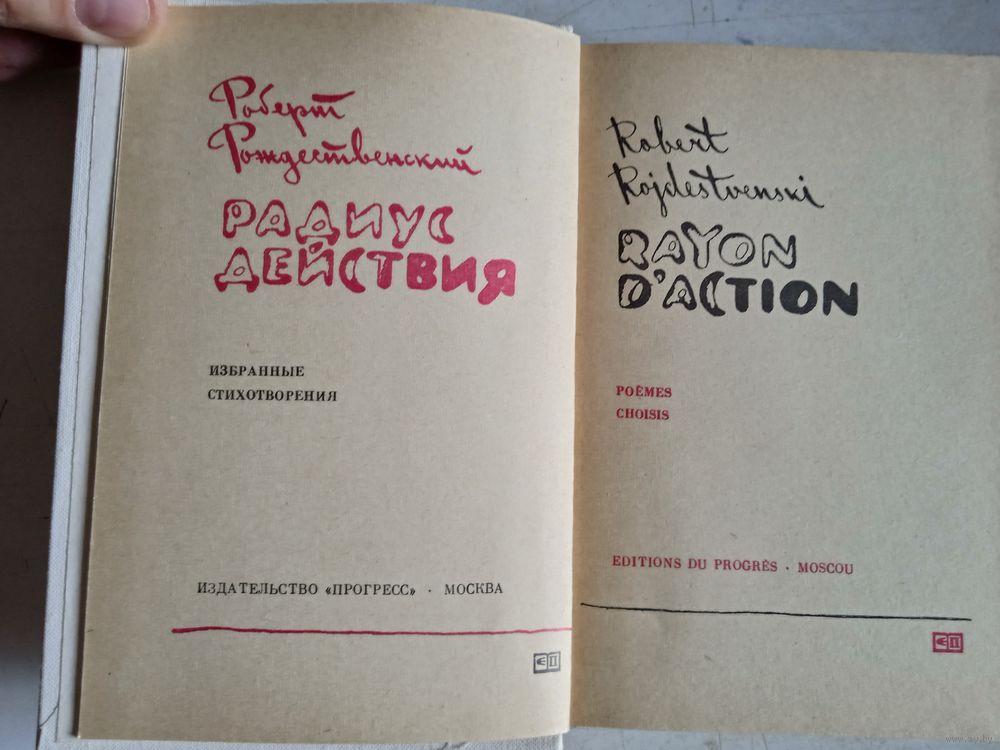 Роберт
Рождественский
РАДИУС
ДЕЙСТВИЯ
ИЗБРАННЫЕ
СТИХОТВОРЕНИЯ
ИЗДАТЕЛЬСТВО «ПРОГРЕСС» · МОСКВА
Robert
Rojdestvenski
RAYON
D'ACTION
POÈMES
CHOISIS
EDITIONS DU PROGRÈS · MOSCOU